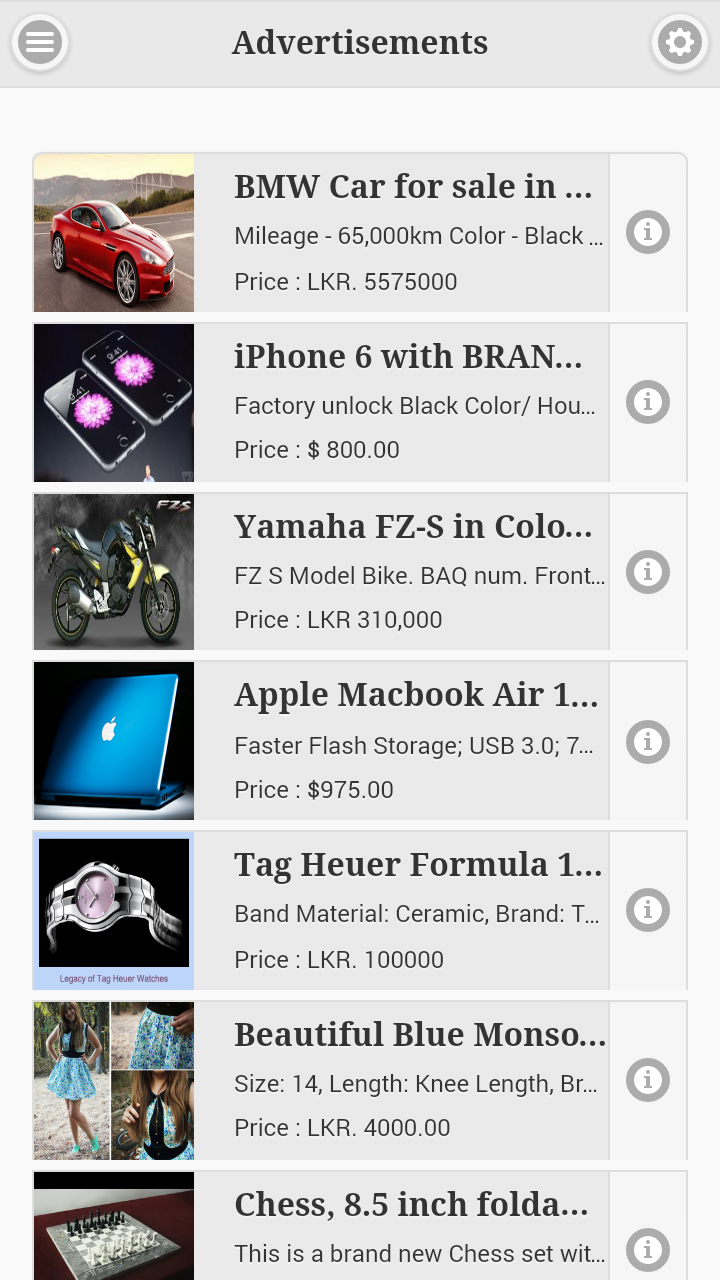 Advertisements
BMW Car for sale in ...
Mileage - 65,000km Color - Black ...
Price : LKR. 5575000
9:41
9:41
iPhone 6 with BRAN...
Factory unlock Black Color/ Hou...
Price : $ 800.00
FZS
Yamaha FZ-S in Colo...
FZ S Model Bike. BAQ num. Front...
Price : LKR 310,000
Apple Macbook Air 1...
Faster Flash Storage; USB 3.0; 7...
Price : $975.00
Tag Heuer Formula 1...
Band Material: Ceramic, Brand: T...
Price : LKR. 100000
Legacy of Tag Heuer Watches
Beautiful Blue Monso...
Size: 14, Length: Knee Length, Br...
Price : LKR. 4000.00
Chess, 8.5 inch folda...
This is a brand new Chess set wit...